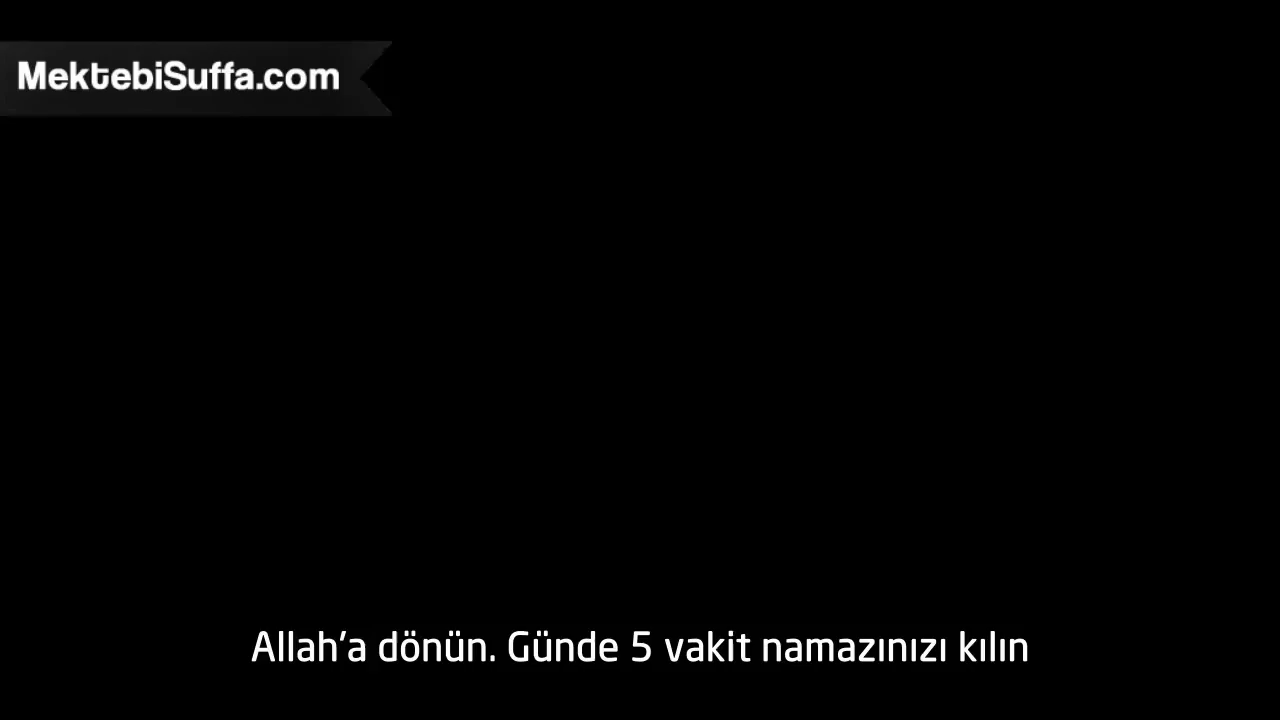 MektebiSuffa.com
Allah’a dönün. Günde 5 vakit namazınızı kılın